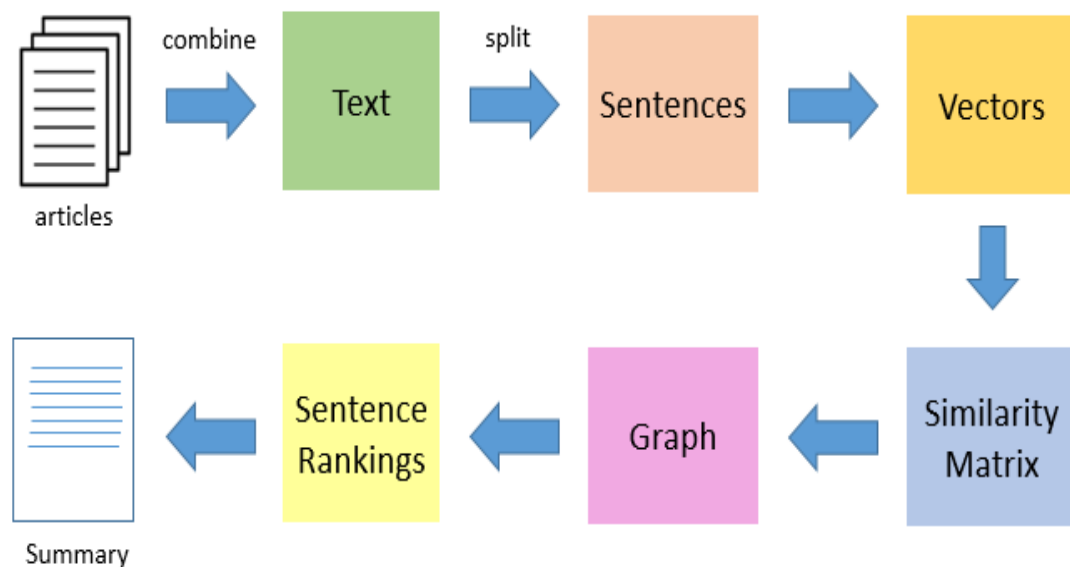 combine
split
Text
Sentences
Vectors
articles
Similarity
Matrix
Graph
Sentence
Rankings
Summary